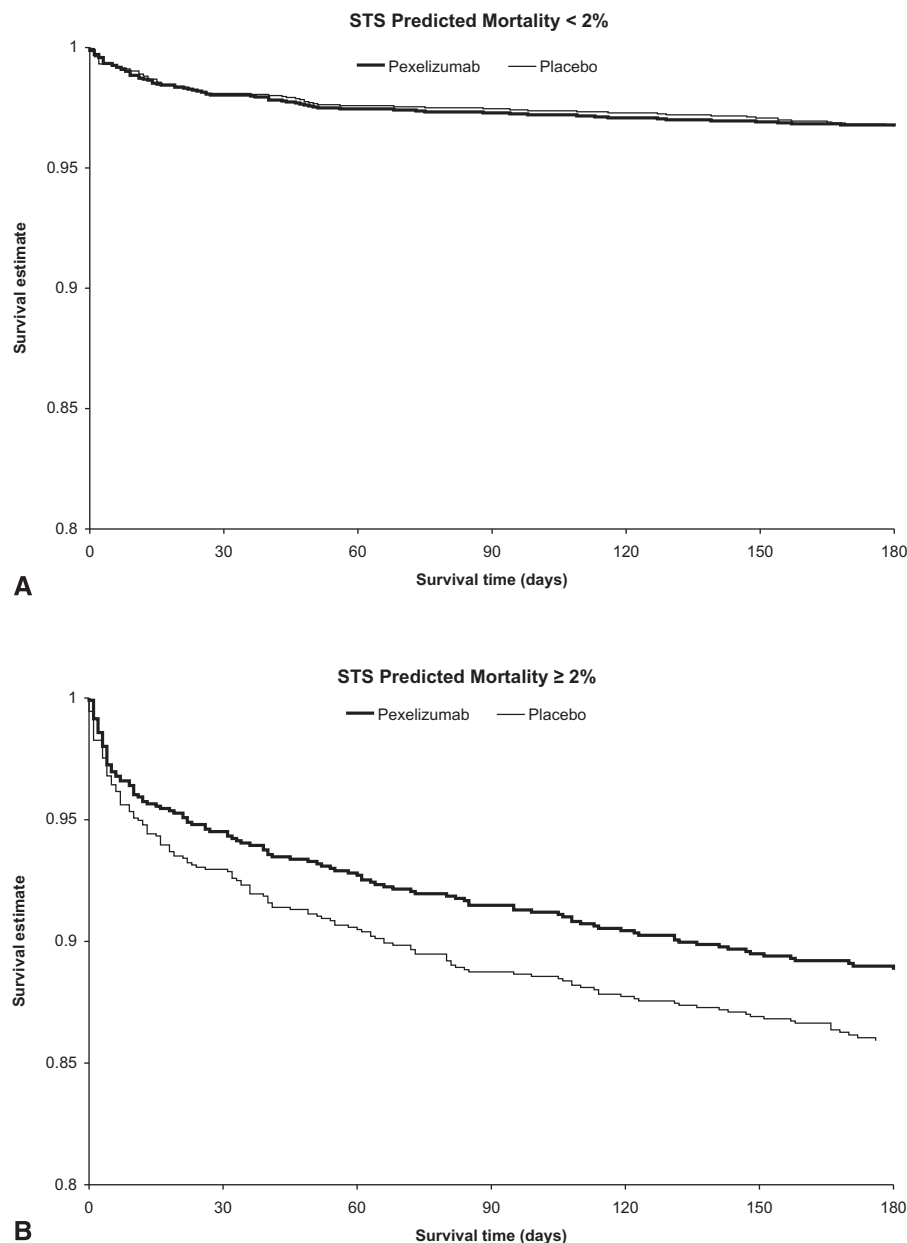 STS Predicted Mortality < 2%
Pexelizumab Placebo
1
0.95
0.9
0.85
0.8
Survival estimate
0 30 60 90 120 150 180
Survival time (days)
A
STS Predicted Mortality ≥ 2%
Pexelizumab Placebo
1
0.95
0.9
0.85
0.8
Survival estimate
0 30 60 90 120 150 180
Survival time (days)
B